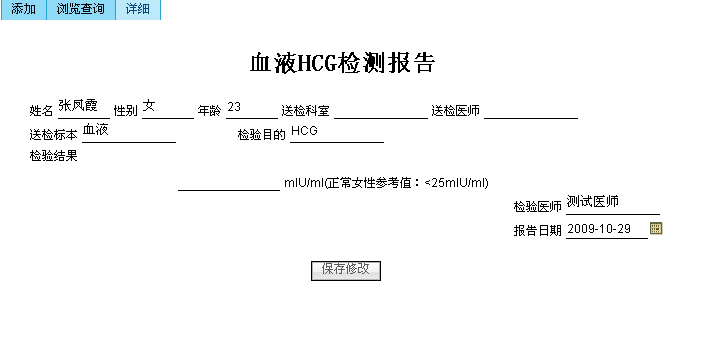 添加 浏览查询 详细
血液HCG检测报告
姓名 张凤霞 性别 女 年龄 23 送检科室 送检医师
送检标本 血液 检验目的 HCG
检验结果
mIU/ml(正常女性参考值：<25mIU/ml)
检验医师 测试医师
报告日期 2009-10-29
保存修改